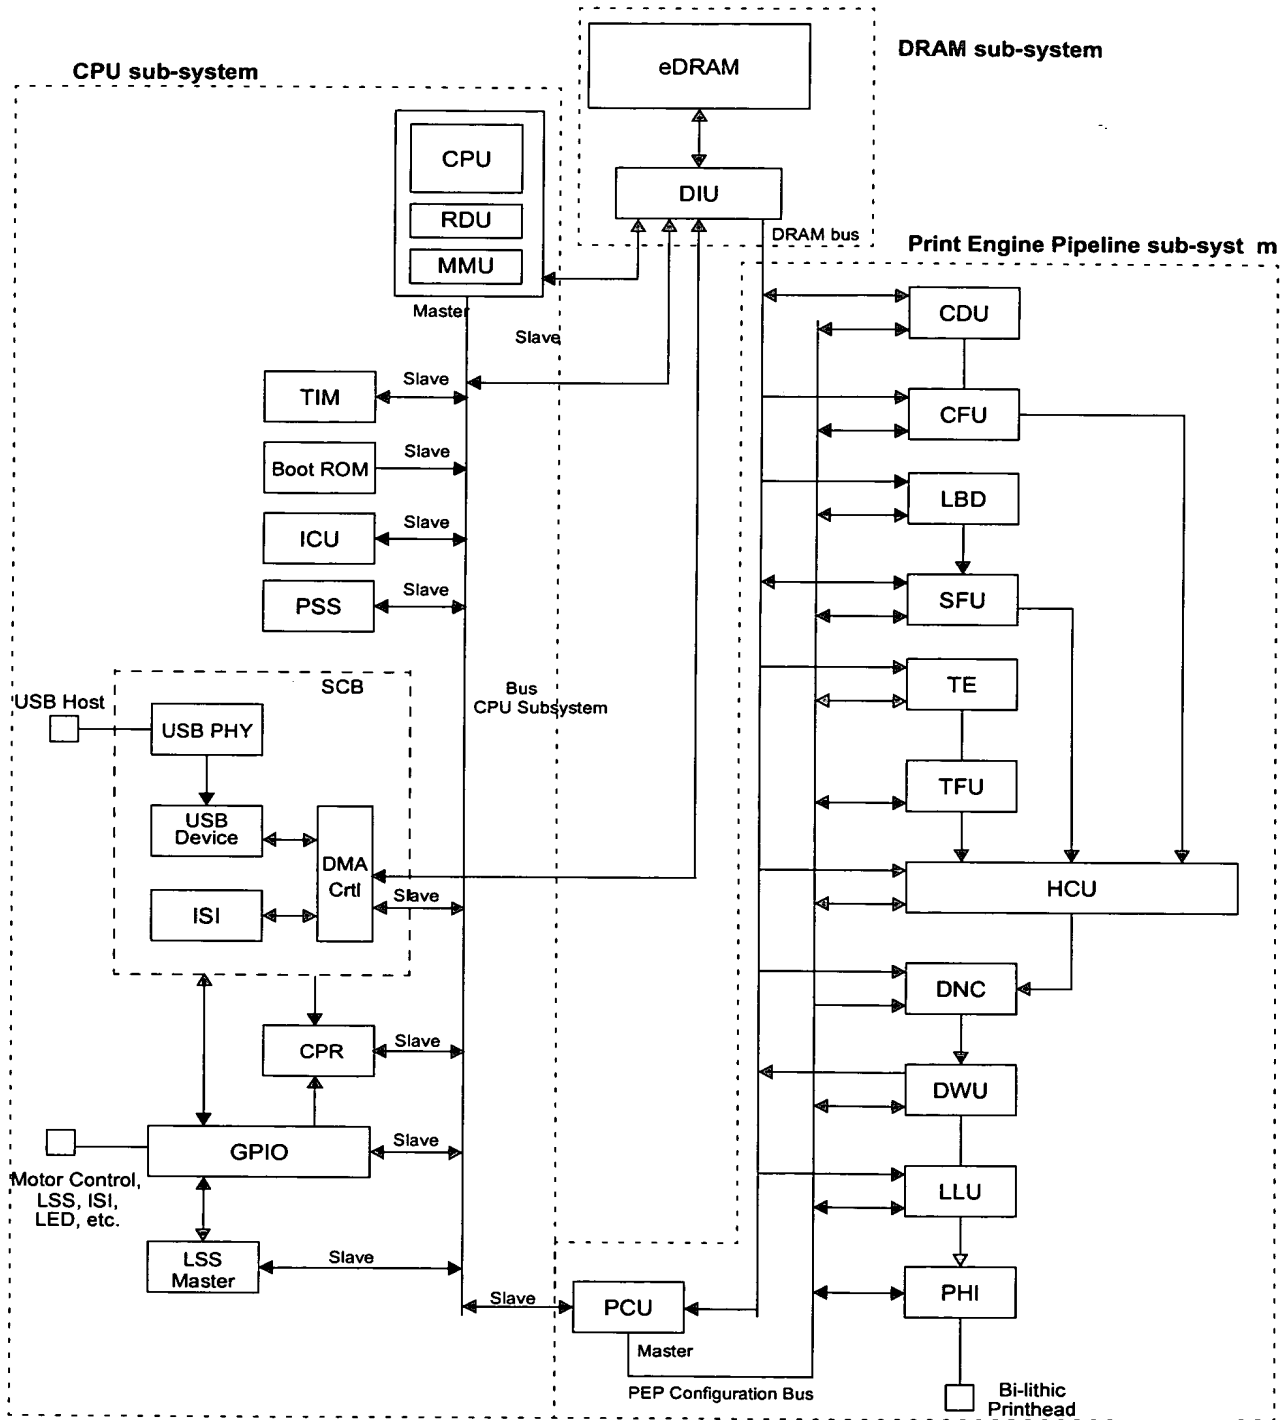 CPU sub-system
DRAM sub-system
eDRAM
CPU
RDU
MMU
DIU
DRAM bus
Print Engine Pipeline sub-syst m
Master
Slave
TIM
Slave
Boot ROM
Slave
ICU
Slave
PSS
Slave
CDU
CFU
LBD
SFU
TE
TFU
HCU
DNC
DWU
LLU
PHI
Bus
CPU Subsystem
SCB
USB Host
USB PHY
USB
Device
DMA
Crtl
ISI
Slave
CPR
Slave
GPIO
Slave
Motor Control,
LSS, ISI,
LED, etc.
LSS
Master
Slave
Slave
PCU
Master
PEP Configuration Bus
Bi-lithic
Printhead